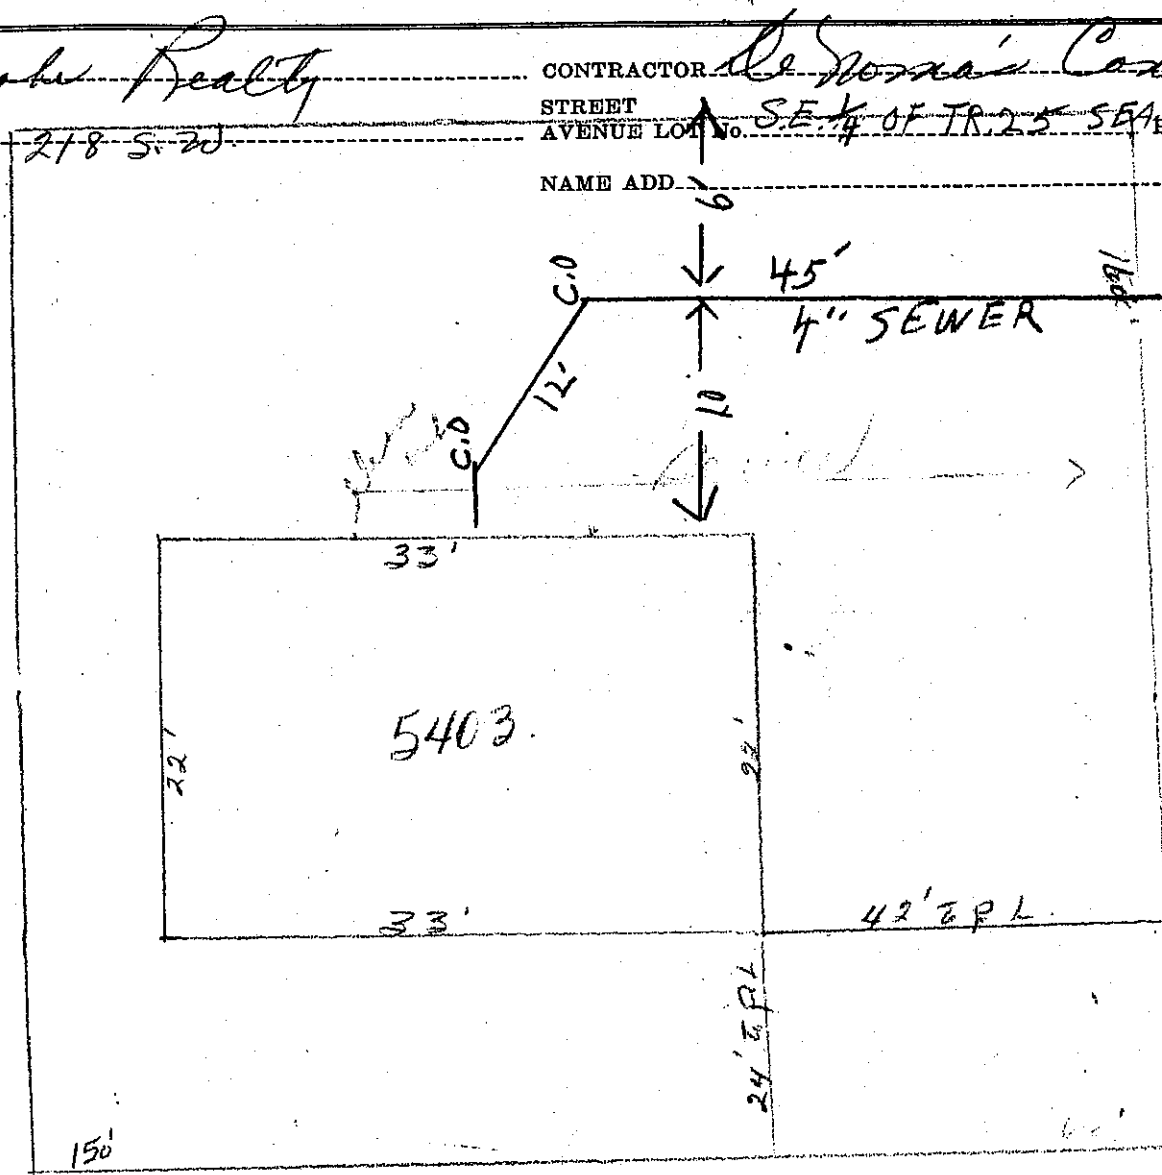 Realty CONTRACTOR
STREET
AVENUE LOT No. S.E. 1/4 OF TR. 25 SEA
218 S.
NAME ADD
6'
C.O
45'
4" SEWER
12'
10
C.O
33'
5403.
22'
22'
33'
42' T P L
24' T P L
150'